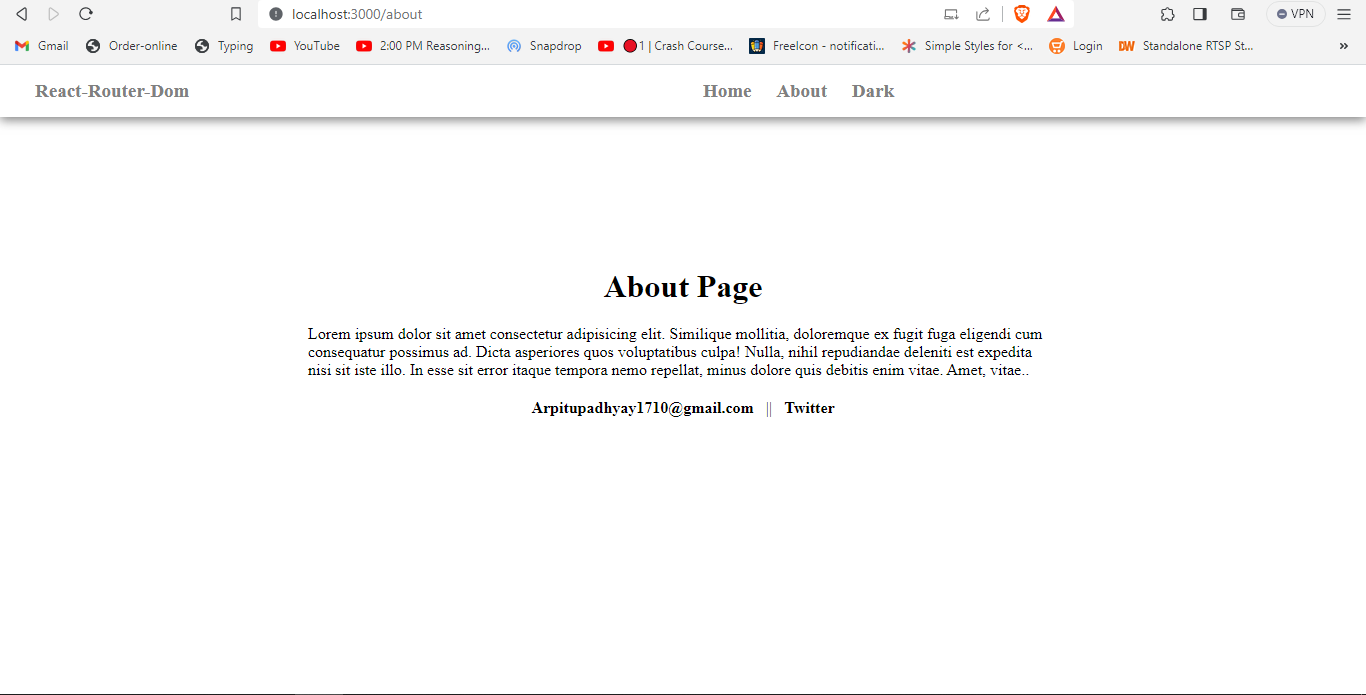 localhost:3000/about
VPN
Gmail Order-online Typing YouTube 2:00 PM Reasoning... Snapdrop 1 | Crash Course... FreeIcon - notificati... Simple Styles for <... Login DW Standalone RTSP St... »
React-Router-Dom Home About Dark
About Page
Lorem ipsum dolor sit amet consectetur adipisicing elit. Similique mollitia, doloremque ex fugit fuga eligendi cum
consequatur possimus ad. Dicta asperiores quos voluptatibus culpa! Nulla, nihil repudiandae deleniti est expedita
nisi sit iste illo. In esse sit error itaque tempora nemo repellat, minus dolore quis debitis enim vitae. Amet, vitae..
Arpitupadhyay1710@gmail.com || Twitter